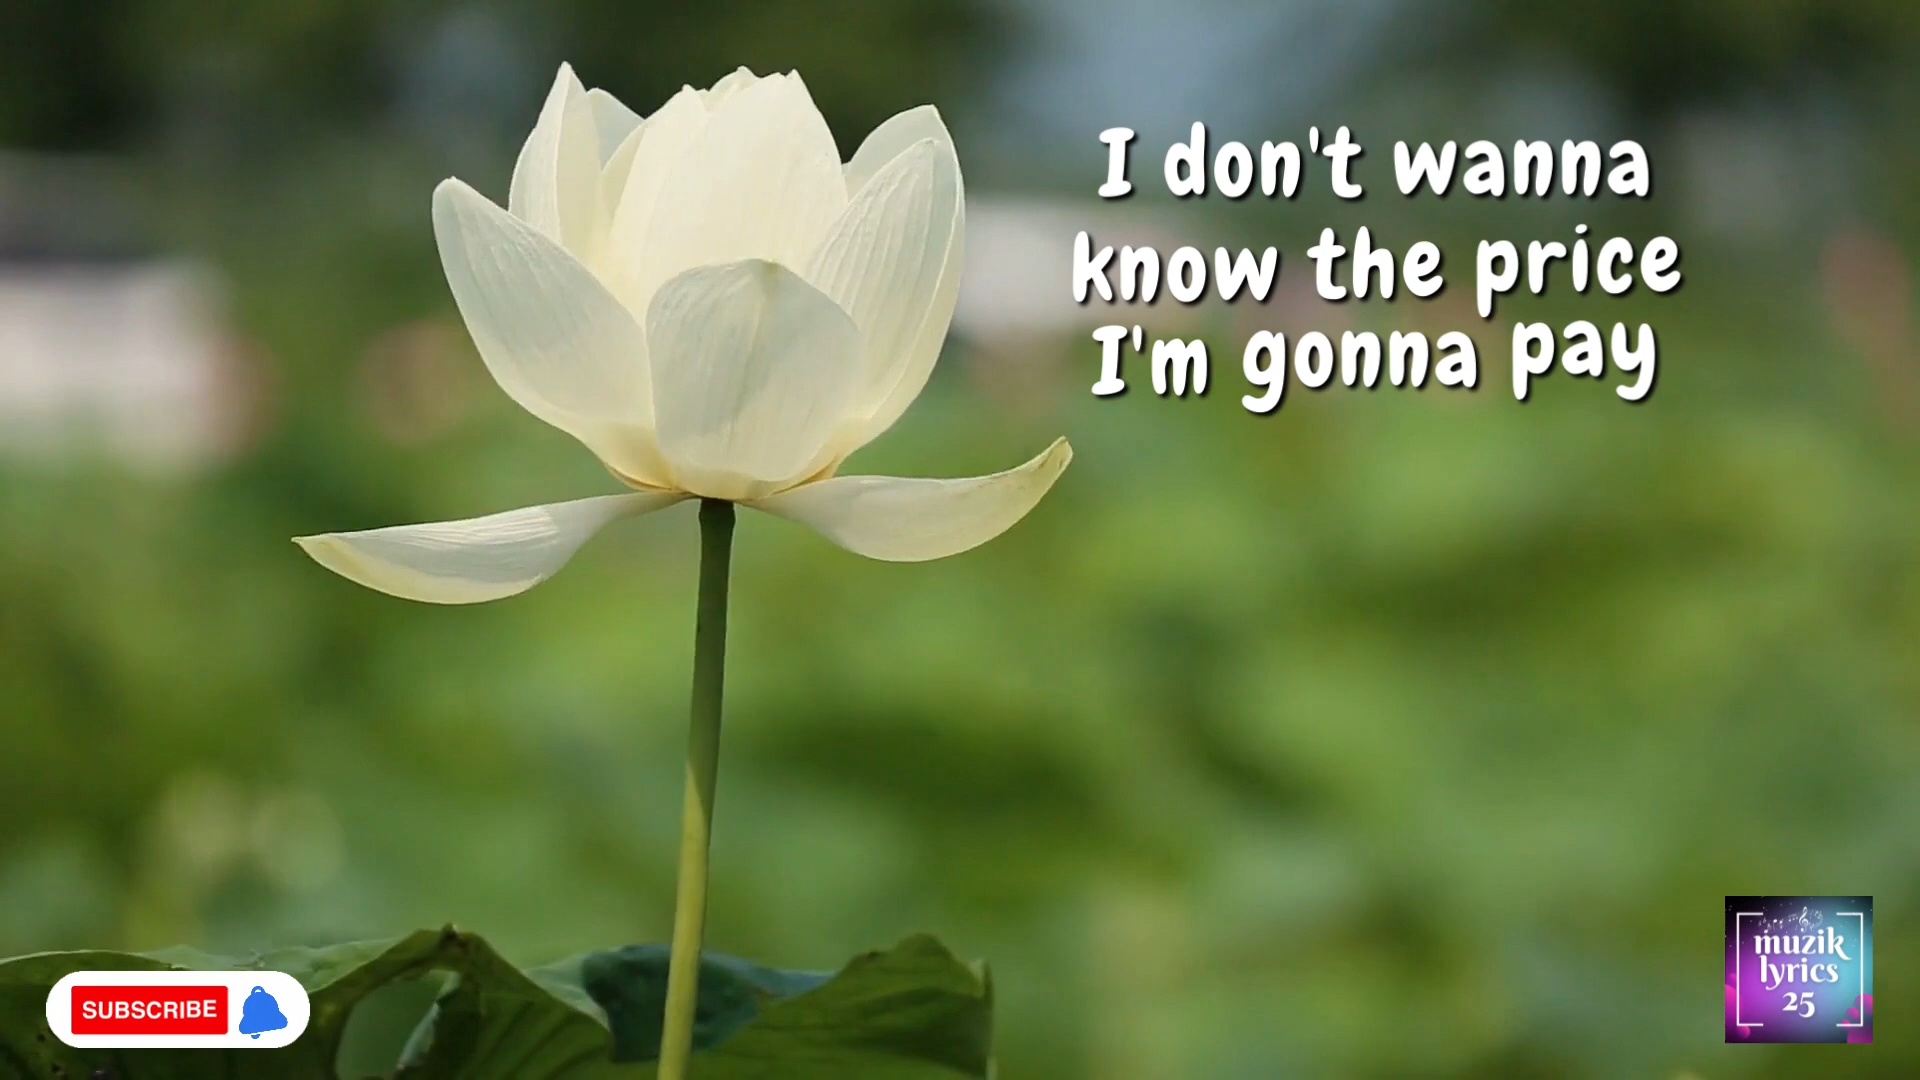 I don't wanna
know the price
I'm gonna pay
SUBSCRIBE
muzik
lyrics
25